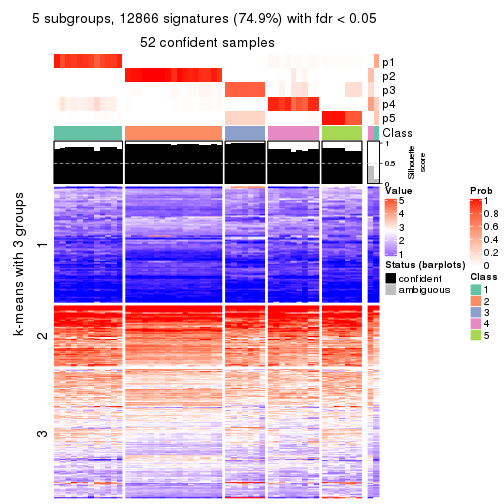 5 subgroups, 12866 signatures (74.9%) with fdr < 0.05
52 confident samples
p1
p2
p3
p4
p5
Class
1
0.5
0
Silhouette
score
k-means with 3 groups
1
2
3
Value
5
4
3
2
1
Status (barplots)
confident
ambiguous
Prob
1
0.8
0.6
0.4
0.2
0
Class
1
2
3
4
5